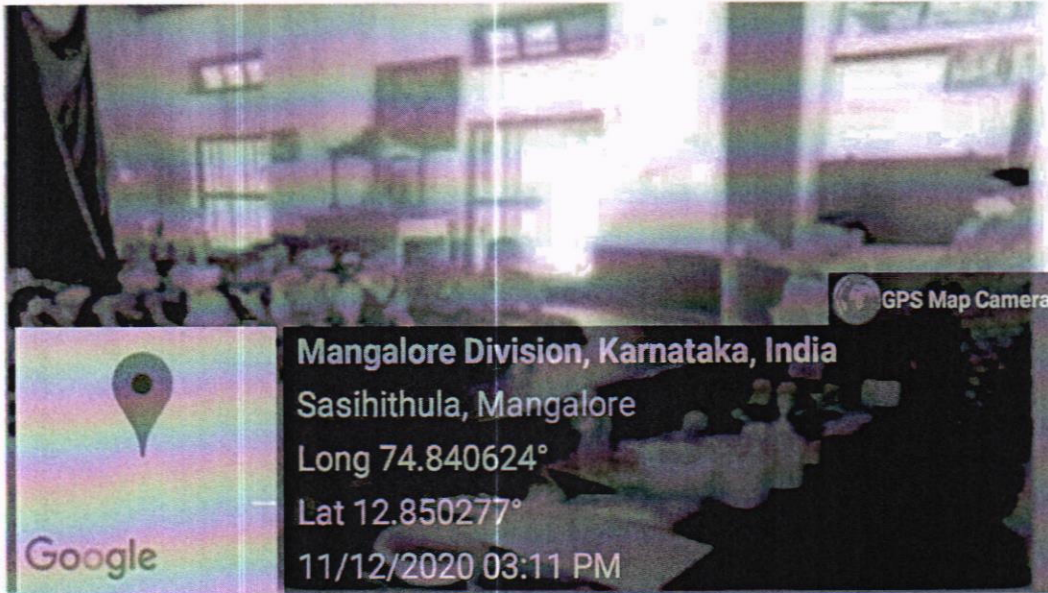 GPS Map Camera
Mangalore Division, Karnataka, India
Sasihithula, Mangalore
Long 74.840624°
Lat 12.850277°
11/12/2020 03:11 PM
Google